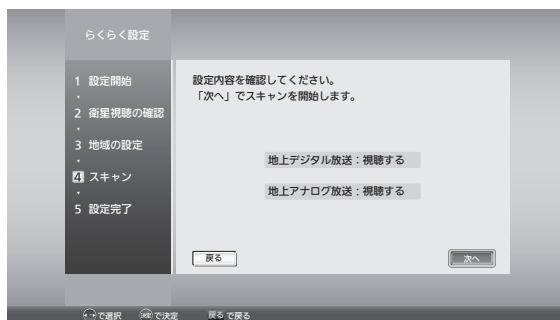 らくらく設定
1 設定開始
2 衛星視聴の確認
3 地域の設定
4 スキャン
5 設定完了
設定内容を確認してください。
「次へ」でスキャンを開始します。
地上デジタル放送：視聴する
地上アナログ放送：視聴する
戻る
次へ
で選択 決定 で決定 戻る で戻る